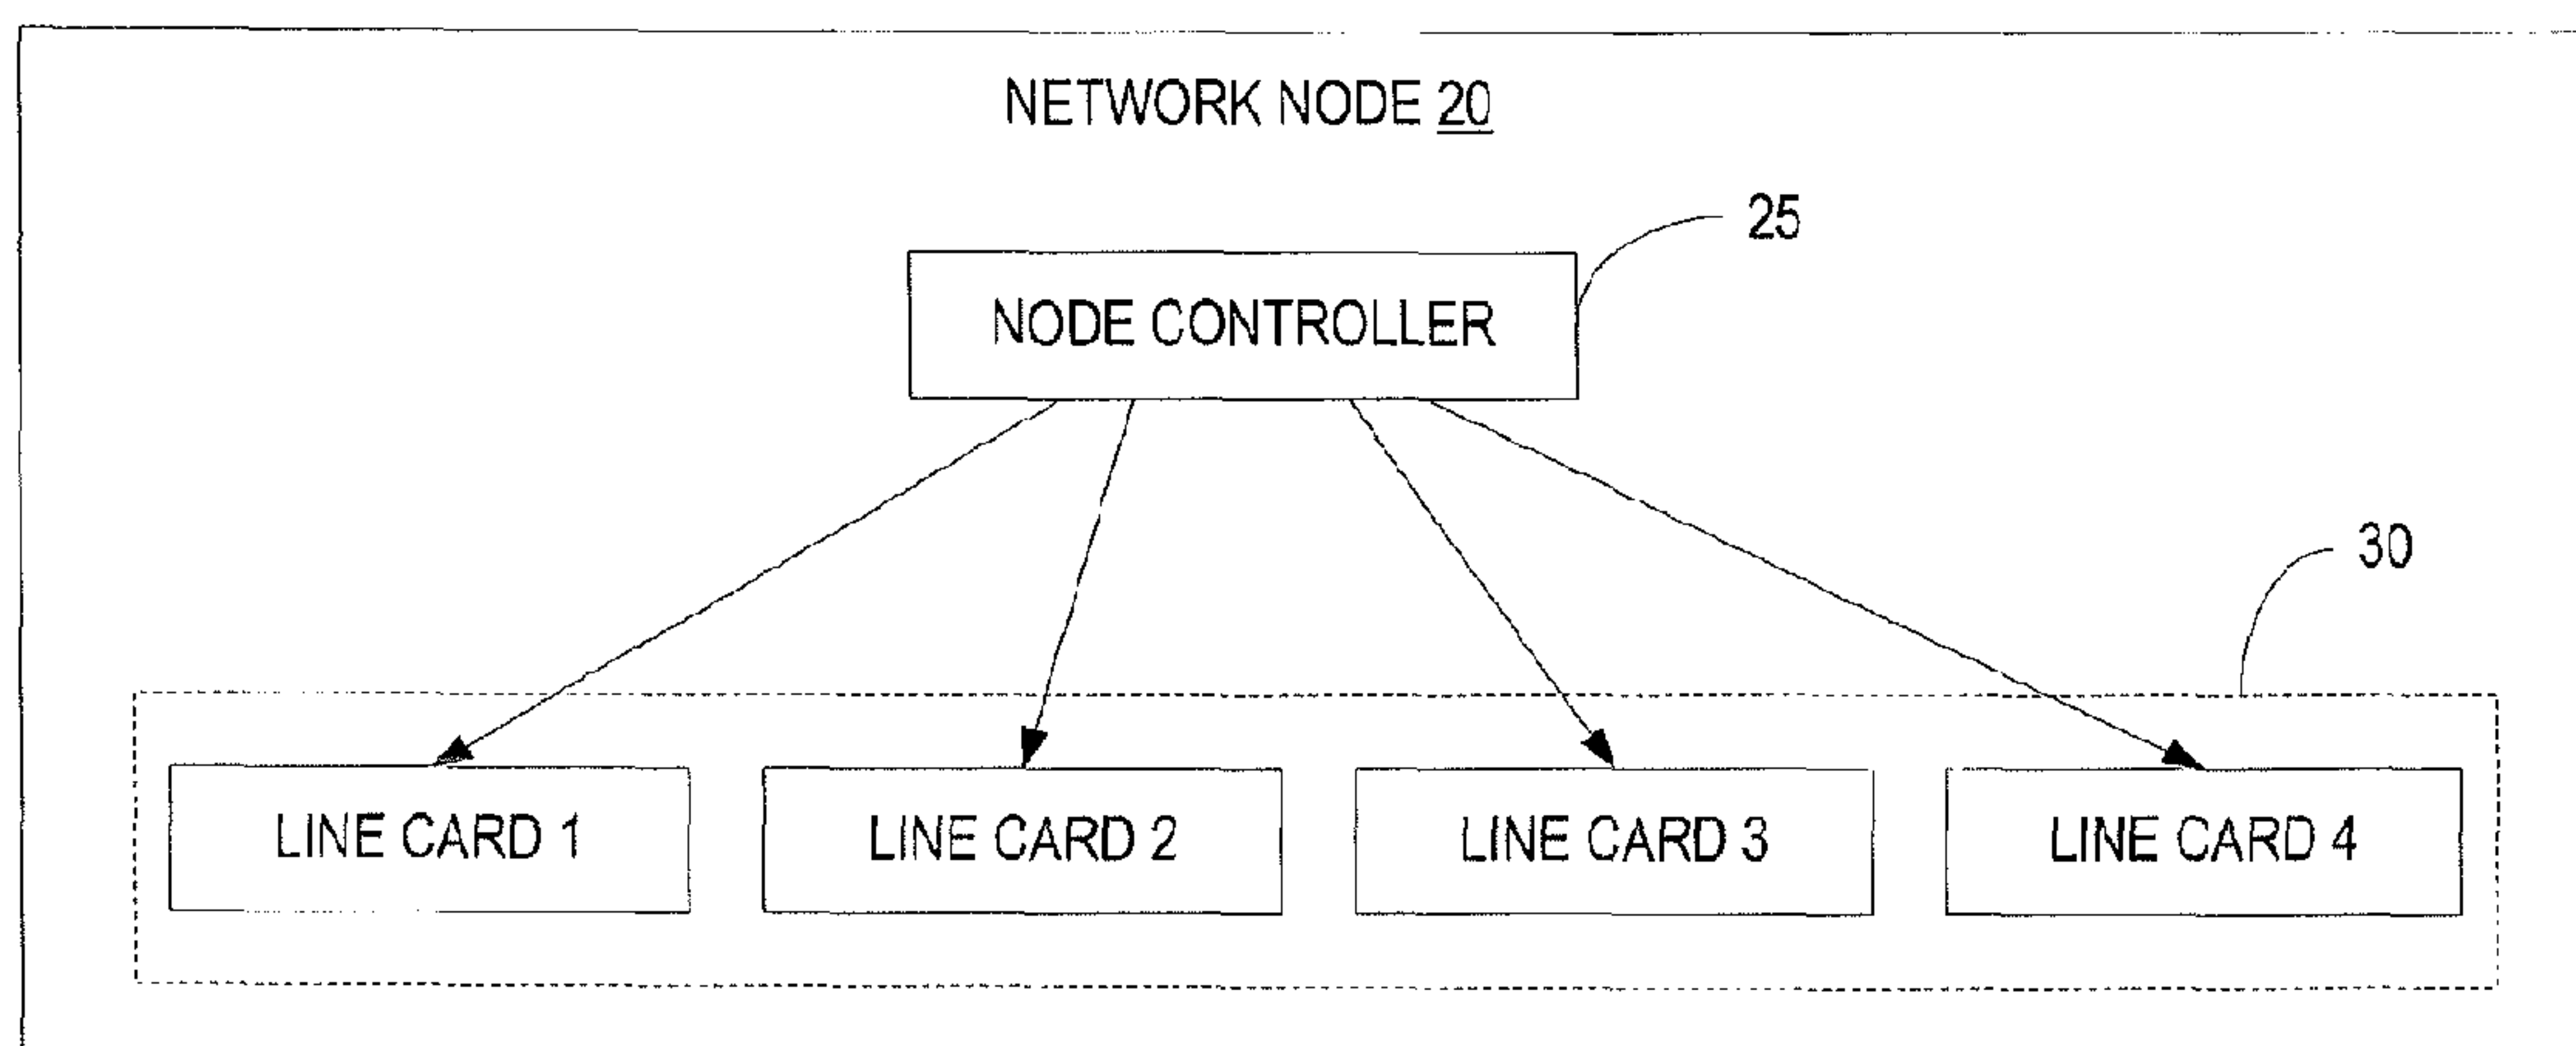 NETWORK NODE 20
25
NODE CONTROLLER
30
LINE CARD 1
LINE CARD 2
LINE CARD 3
LINE CARD 4